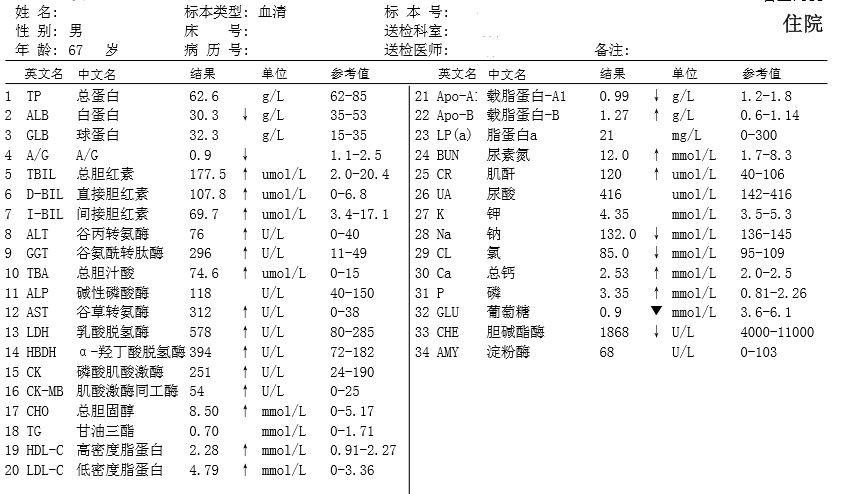 姓 名: 标本类型: 血清 标 本 号:
住院
性 别: 男 床 号: 送检科室:
年 龄: 67 岁 病 历 号: 送检医师: 备注:
英文名 中文名 结果 单位 参考值 英文名 中文名 结果 单位 参考值
1 TP 总蛋白 62.6 g/L 62-85 21 Apo-A1 载脂蛋白-A1 0.99 ↓ g/L 1.2-1.8
2 ALB 白蛋白 30.3 ↓ g/L 35-53 22 Apo-B 载脂蛋白-B 1.27 ↑ g/L 0.6-1.14
3 GLB 球蛋白 32.3 g/L 15-35 23 LP(a) 脂蛋白a 21 mg/L 0-300
4 A/G A/G 0.9 ↓ 1.1-2.5 24 BUN 尿素氮 12.0 ↑ mmol/L 1.7-8.3
5 TBIL 总胆红素 177.5 ↑ umol/L 2.0-20.4 25 CR 肌酐 120 ↑ umol/L 40-106
6 D-BIL 直接胆红素 107.8 ↑ umol/L 0-6.8 26 UA 尿酸 416 umol/L 142-416
7 I-BIL 间接胆红素 69.7 ↑ umol/L 3.4-17.1 27 K 钾 4.35 mmol/L 3.5-5.3
8 ALT 谷丙转氨酶 76 ↑ U/L 0-40 28 Na 钠 132.0 ↓ mmol/L 136-145
9 GGT 谷氨酰转肽酶 296 ↑ U/L 11-49 29 CL 氯 85.0 ↓ mmol/L 95-109
10 TBA 总胆汁酸 74.6 ↑ umol/L 0-15 30 Ca 总钙 2.53 ↑ mmol/L 2.0-2.5
11 ALP 碱性磷酸酶 118 U/L 40-150 31 P 磷 3.35 ↑ mmol/L 0.81-2.26
12 AST 谷草转氨酶 312 ↑ U/L 0-38 32 GLU 葡萄糖 0.9 ▼ mmol/L 3.6-6.1
13 LDH 乳酸脱氢酶 578 ↑ U/L 80-285 33 CHE 胆碱酯酶 1868 ↓ U/L 4000-11000
14 HBDH α-羟丁酸脱氢酶 394 ↑ U/L 72-182 34 AMY 淀粉酶 68 U/L 0-103
15 CK 磷酸肌酸激酶 251 ↑ U/L 24-190
16 CK-MB 肌酸激酶同工酶 54 ↑ U/L 0-25
17 CHO 总胆固醇 8.50 ↑ mmol/L 0-5.17
18 TG 甘油三酯 0.70 mmol/L 0-1.71
19 HDL-C 高密度脂蛋白 2.28 ↑ mmol/L 0.91-2.27
20 LDL-C 低密度脂蛋白 4.79 ↑ mmol/L 0-3.36